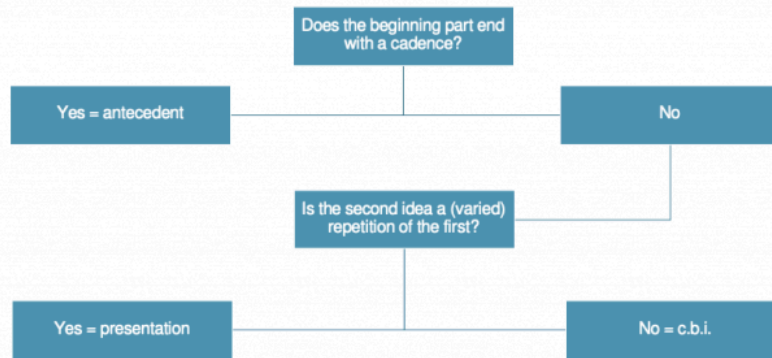 Does the beginning part end
with a cadence?
Yes = antecedent
No
Is the second idea a (varied)
repetition of the first?
Yes = presentation
No = c.b.i.